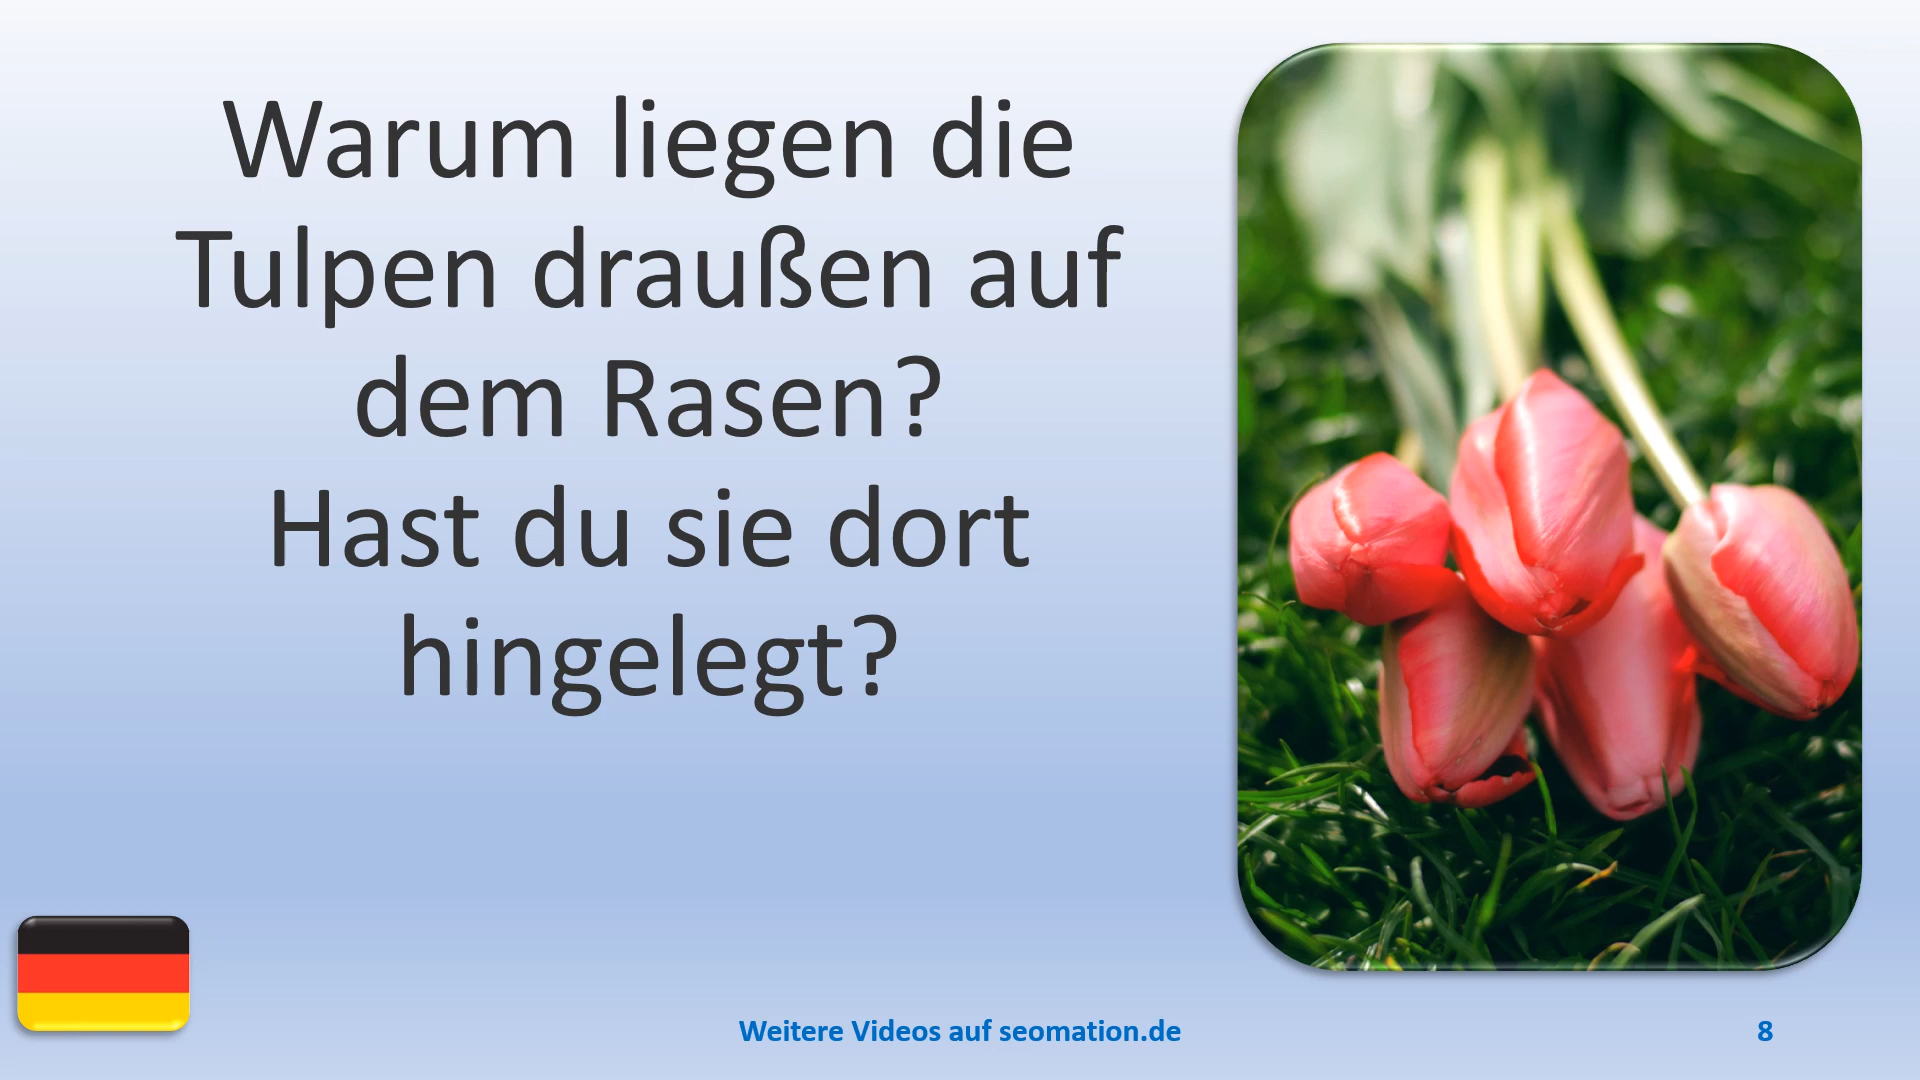 Warum liegen die
Tulpen draußen auf
dem Rasen?
Hast du sie dort
hingelegt?
Weitere Videos auf seomation.de
8